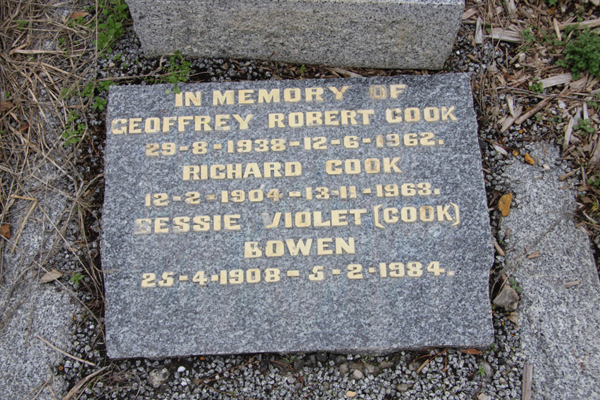 IN MEMORY OF
GEOFFREY ROBERT COOK
29-8-1938-12-6-1962.
RICHARD COOK
12-2-1904-13-11-1963.
BESSIE VIOLET (COOK)
BOWEN
25-4-1908-5-2-1984.